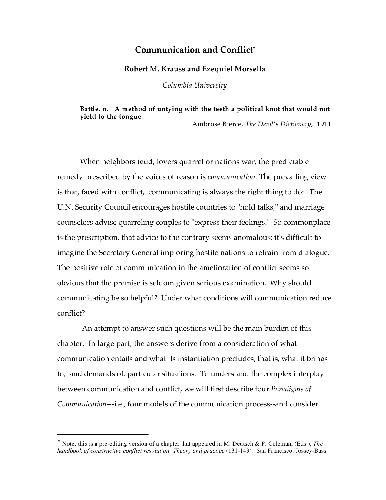 Communication and Conflict*
Robert M. Krauss and Ezequiel Morsella
Columbia University
Battle, n. A method of untying with the teeth a political knot that would not
yield to the tongue
Ambrose Bierce, The Devil's Dictionary, 1911
When neighbors feud, lovers quarrel or nations war, the predictable
remedy prescribed by the voices of reason is communication. The prevailing view
is that, faced with conflict, communicating is always the right thing to do. The
U.N. Security Council encourages hostile countries to "hold talks," and marriage
counselors advise quarreling couples to "express their feelings." So commonplace
is the prescription, that advice to the contrary seems anomalous; it's difficult to
imagine the Secretary General imploring hostile nations to refrain from dialogue.
The positive role of communication in the amelioration of conflict seems so
obvious that the premise is seldom given serious examination. Why should
communicating be so helpful? Under what conditions will communication reduce
conflict?
An attempt to answer such questions will be the main burden of this
chapter. In large part, the answers derive from a consideration of what
communication entails and what its instantiation precludes, that is, what it brings
to, and demands of, particular situations. To understand the complex interplay
between communication and conflict, we will first describe four Paradigms of
Communication—i.e., four models of the communication process--and consider
* Note: this is a pre-editing version of a chapter that appeared in M. Deutsch & P. Coleman, (Eds.), The
handbook of constructive conflict resolution: Theory and practice (131-143). San Francisco: Jossey-Bass